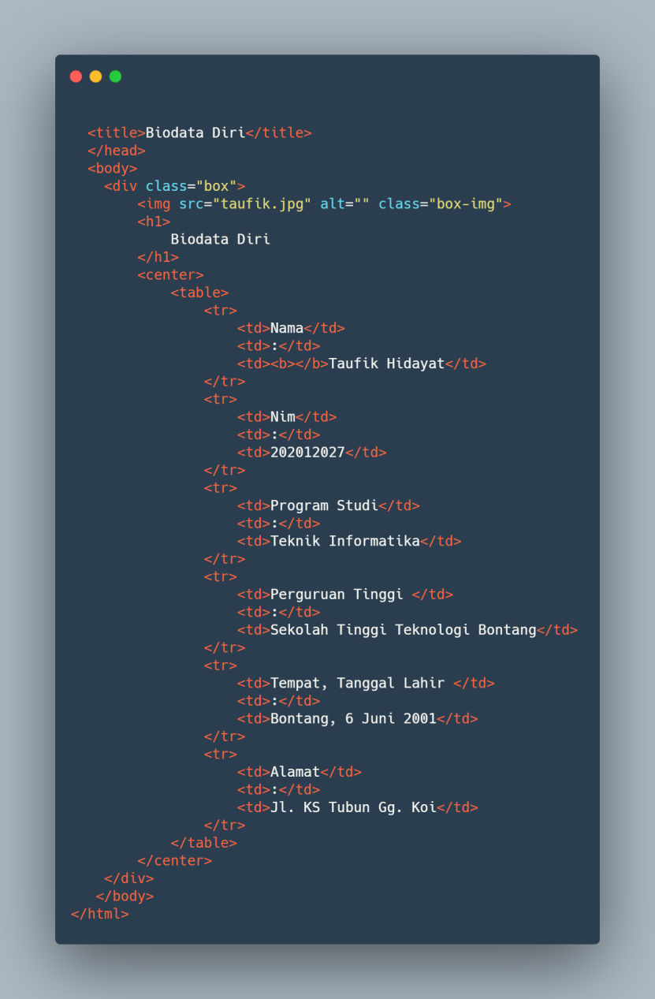 <title>Biodata Diri</title>
</head>
<body>
<div class="box">
<img src="taufik.jpg" alt="" class="box-img">
<h1>
Biodata Diri
</h1>
<center>
<table>
<tr>
<td>Nama</td>
<td>:</td>
<td><b></b>Taufik Hidayat</td>
</tr>
<tr>
<td>Nim</td>
<td>:</td>
<td>202012027</td>
</tr>
<tr>
<td>Program Studi</td>
<td>:</td>
<td>Teknik Informatika</td>
</tr>
<tr>
<td>Perguruan Tinggi </td>
<td>:</td>
<td>Sekolah Tinggi Teknologi Bontang</td>
</tr>
<tr>
<td>Tempat, Tanggal Lahir </td>
<td>:</td>
<td>Bontang, 6 Juni 2001</td>
</tr>
<tr>
<td>Alamat</td>
<td>:</td>
<td>Jl. KS Tubun Gg. Koi</td>
</tr>
</table>
</center>
</div>
</body>
</html>